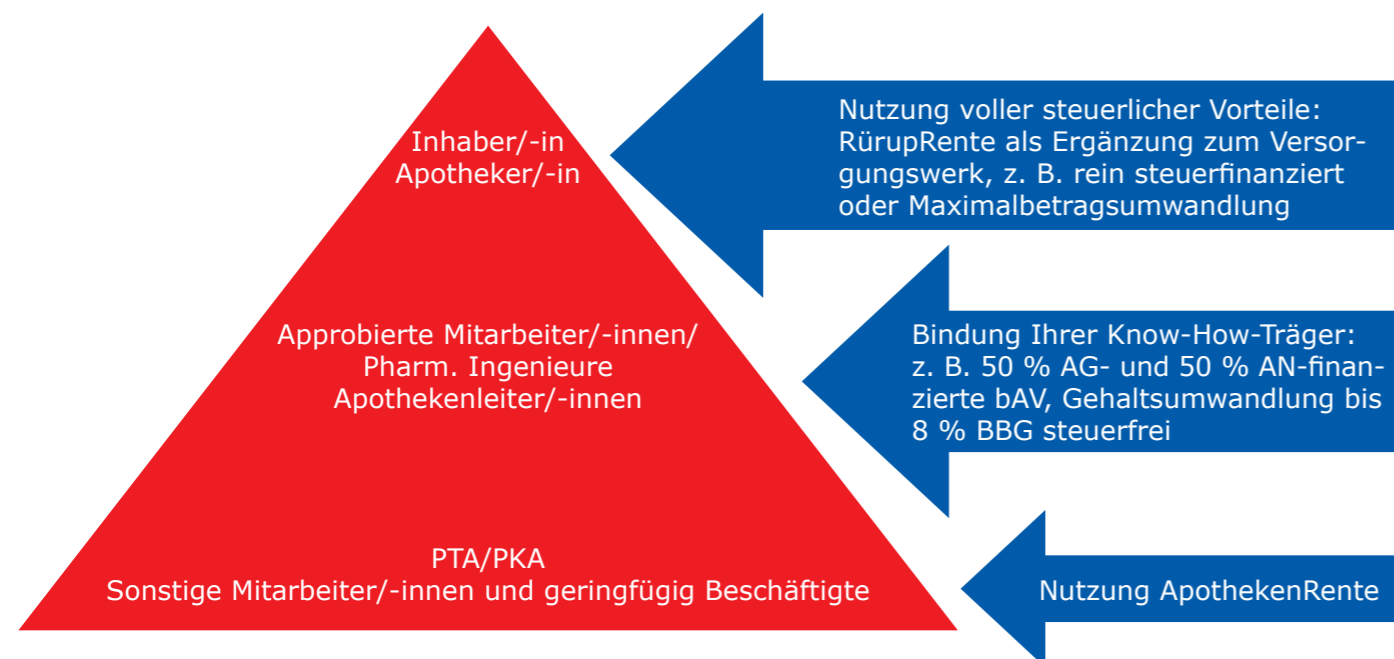 Inhaber/-in
Apotheker/-in
Nutzung voller steuerlicher Vorteile:
RürupRente als Ergänzung zum Versor-
gungswerk, z. B. rein steuerfinanziert
oder Maximalbetragsumwandlung
Approbierte Mitarbeiter/-innen/
Pharm. Ingenieure
Apothekenleiter/-innen
Bindung Ihrer Know-How-Träger:
z. B. 50 % AG- und 50 % AN-finan-
zierte bAV, Gehaltsumwandlung bis
8 % BBG steuerfrei
PTA/PKA
Sonstige Mitarbeiter/-innen und geringfügig Beschäftigte
Nutzung ApothekenRente